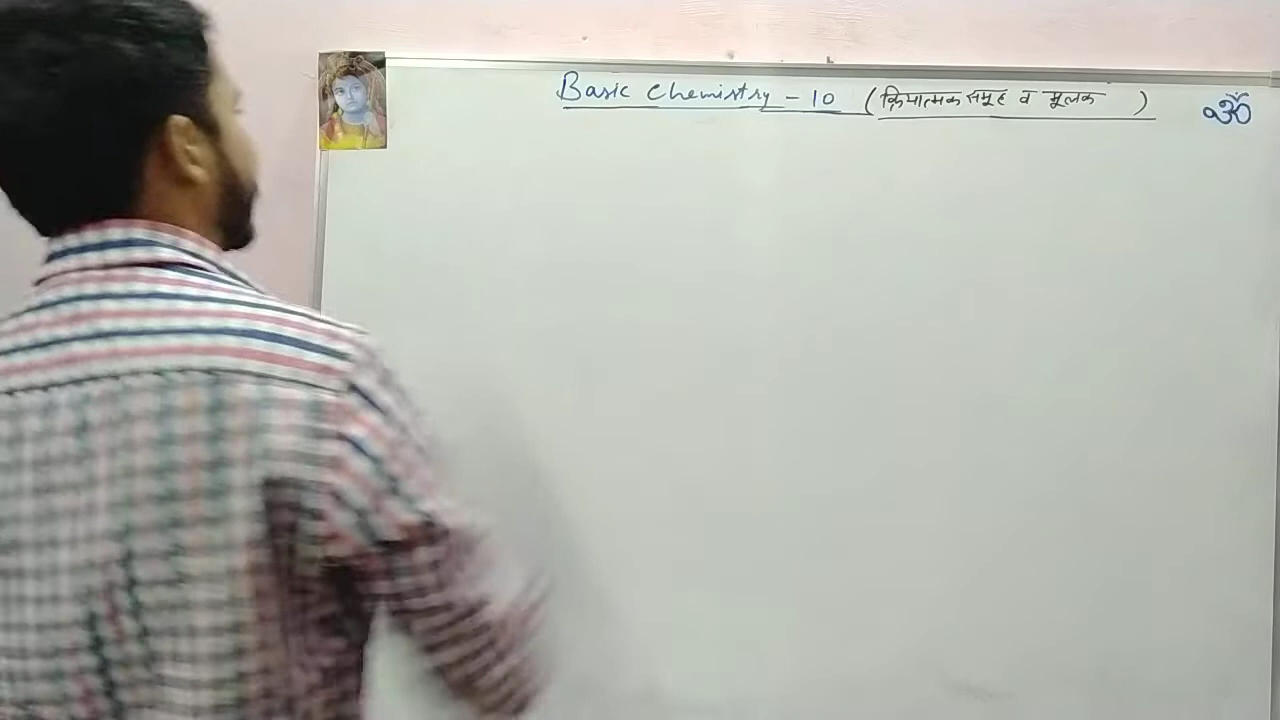 Basic Chemistry - 10 (क्रियात्मक समूह व मूलक )
ॐ